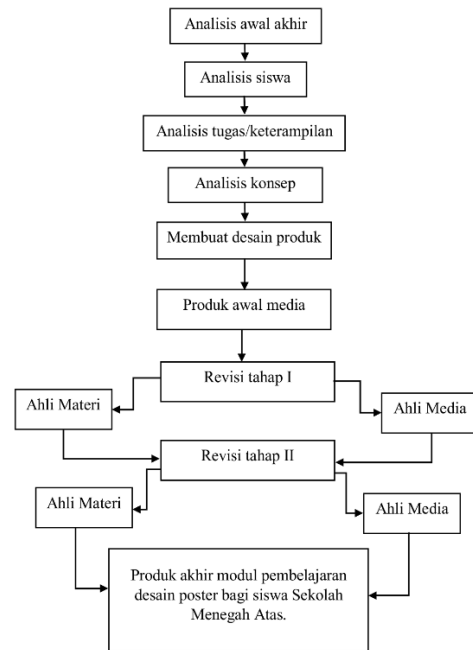 Analisis awal akhir
Analisis siswa
Analisis tugas/keterampilan
Analisis konsep
Membuat desain produk
Produk awal media
Revisi tahap I
Ahli Materi
Ahli Media
Revisi tahap II
Ahli Materi
Ahli Media
Produk akhir modul pembelajaran
desain poster bagi siswa Sekolah
Menegah Atas.